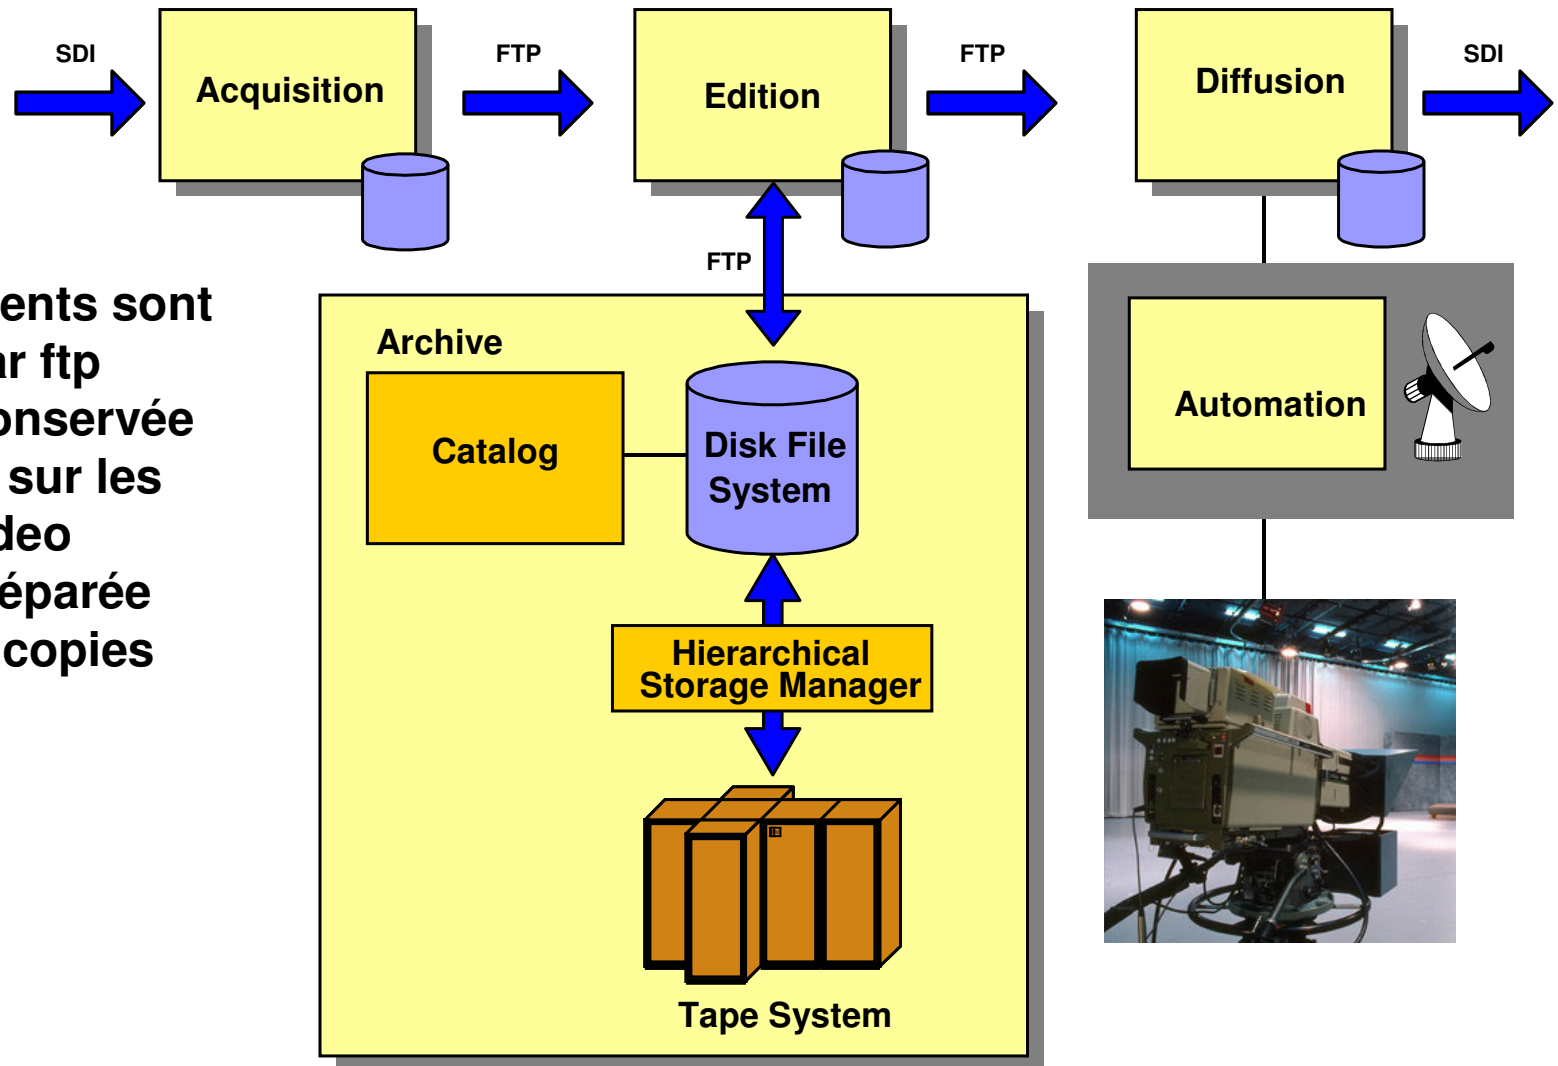 SDI
Acquisition
FTP
Edition
FTP
Diffusion
SDI
FTP
ents sont
ar ftp
onservée
sur les
deo
éparée
copies
Archive
Catalog
Disk File
System
Hierarchical
Storage Manager
Tape System
Automation